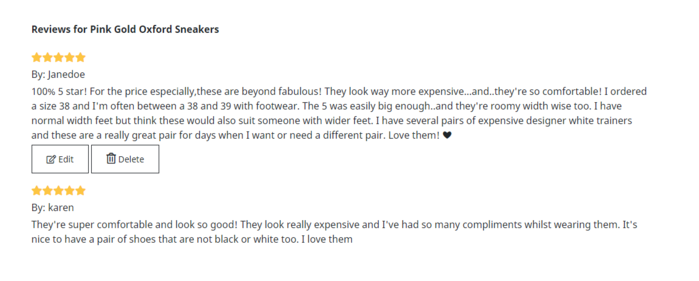 Reviews for Pink Gold Oxford Sneakers
By: Janedoe
100% 5 star! For the price especially,these are beyond fabulous! They look way more expensive...and..they're so comfortable! I ordered
a size 38 and I'm often between a 38 and 39 with footwear. The 5 was easily big enough..and they're roomy width wise too. I have
normal width feet but think these would also suit someone with wider feet. I have several pairs of expensive designer white trainers
and these are a really great pair for days when I want or need a different pair. Love them! ♥
Edit Delete
By: karen
They're super comfortable and look so good! They look really expensive and I've had so many compliments whilst wearing them. It's
nice to have a pair of shoes that are not black or white too. I love them